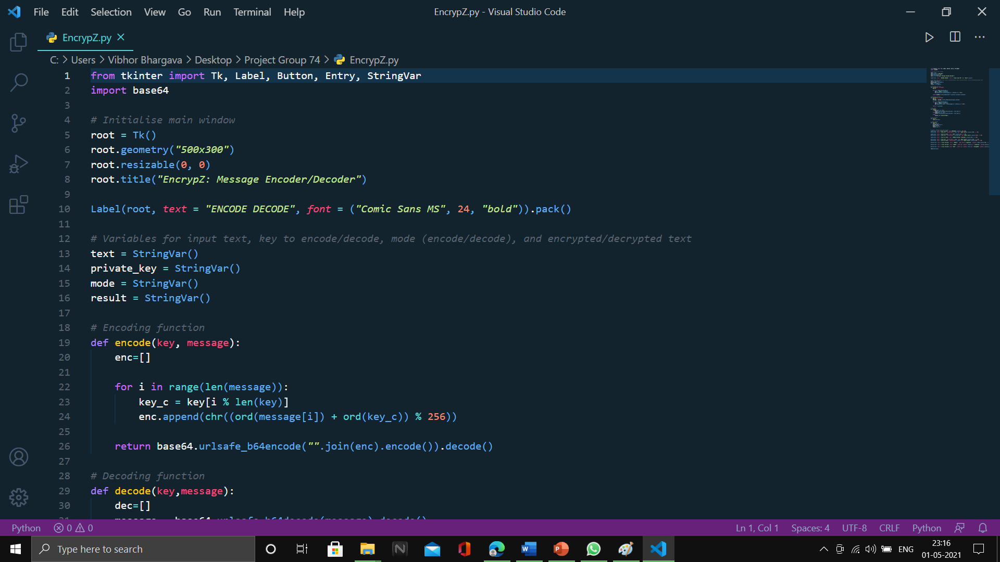 File Edit Selection View Go Run Terminal Help EncrypZ.py - Visual Studio Code
EncrypZ.py
C: > Users > Vibhor Bhargava > Desktop > Project Group 74 > EncrypZ.py
1 from tkinter import Tk, Label, Button, Entry, StringVar
2 import base64
3
4 # Initialise main window
5 root = Tk()
6 root.geometry("500x300")
7 root.resizable(0, 0)
8 root.title("EncrypZ: Message Encoder/Decoder")
9
10 Label(root, text = "ENCODE DECODE", font = ("Comic Sans MS", 24, "bold")).pack()
11
12 # Variables for input text, key to encode/decode, mode (encode/decode), and encrypted/decrypted text
13 text = StringVar()
14 private_key = StringVar()
15 mode = StringVar()
16 result = StringVar()
17
18 # Encoding function
19 def encode(key, message):
20     enc=[]
21
22     for i in range(len(message)):
23         key_c = key[i % len(key)]
24         enc.append(chr((ord(message[i]) + ord(key_c)) % 256))
25
26     return base64.urlsafe_b64encode("".join(enc).encode()).decode()
27
28 # Decoding function
29 def decode(key,message):
30     dec=[]
31     message = base64.urlsafe_b64decode(message).decode()
Python 0 0 Ln 1, Col 1 Spaces: 4 UTF-8 CRLF Python
Type here to search
ENG
23:16
01-05-2021